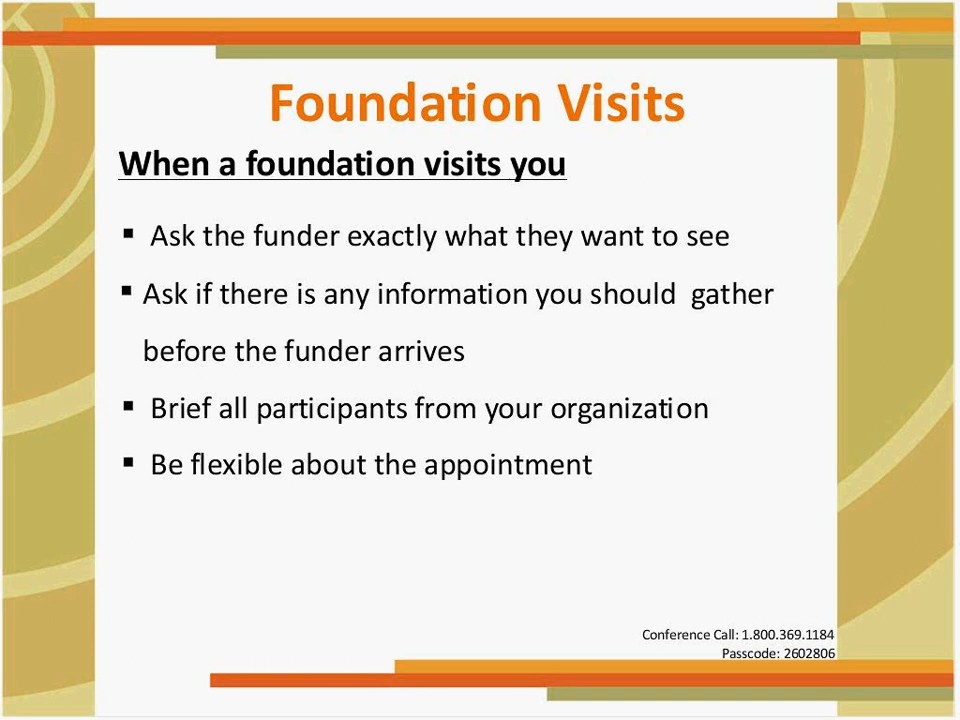 Foundation Visits
When a foundation visits you
▪ Ask the funder exactly what they want to see
▪ Ask if there is any information you should  gather
before the funder arrives
▪ Brief all participants from your organization
▪ Be flexible about the appointment
Conference Call: 1.800.369.1184
Passcode: 2602806